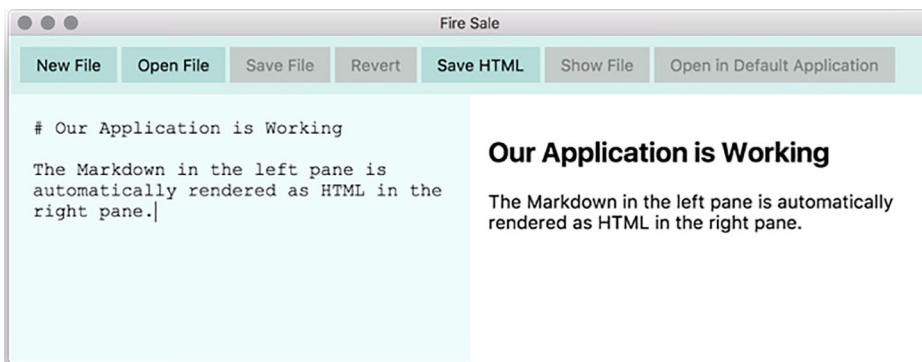 Fire Sale
New File Open File Save File Revert Save HTML Show File Open in Default Application
# Our Application is Working
The Markdown in the left pane is
automatically rendered as HTML in the
right pane.
Our Application is Working
The Markdown in the left pane is automatically
rendered as HTML in the right pane.